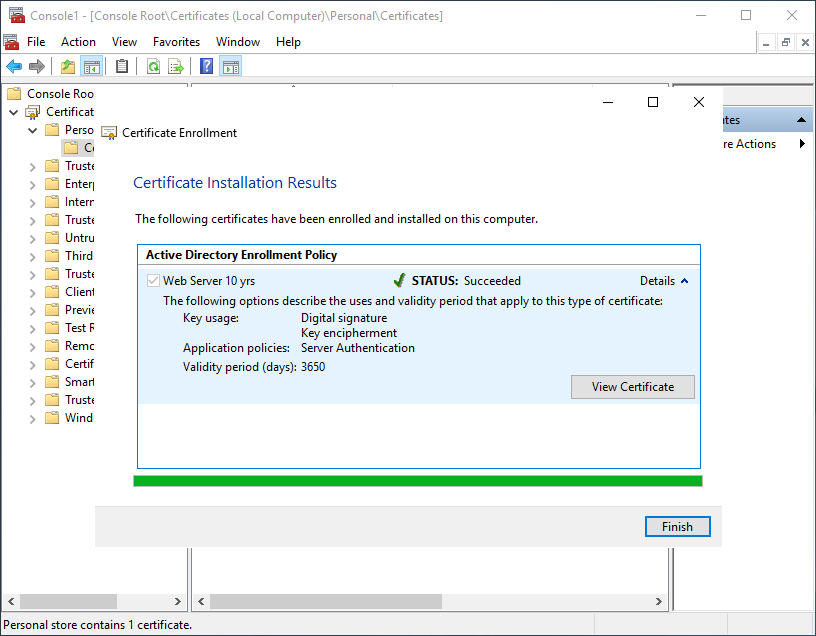 Console1 - [Console Root\Certificates (Local Computer)\Personal\Certificates]
File Action View Favorites Window Help
Console Roo
Certificat
Perso
Ce
Truste
Enterp
Intern
Truste
Untru
Third
Truste
Client
Previe
Test R
Remo
Certif
Smart
Truste
Wind
Certificate Enrollment
Certificate Installation Results
The following certificates have been enrolled and installed on this computer.
Active Directory Enrollment Policy
Web Server 10 yrs STATUS: Succeeded Details
The following options describe the uses and validity period that apply to this type of certificate:
Key usage: Digital signature
Key encipherment
Application policies: Server Authentication
Validity period (days): 3650
View Certificate
Finish
tes
re Actions
Personal store contains 1 certificate.